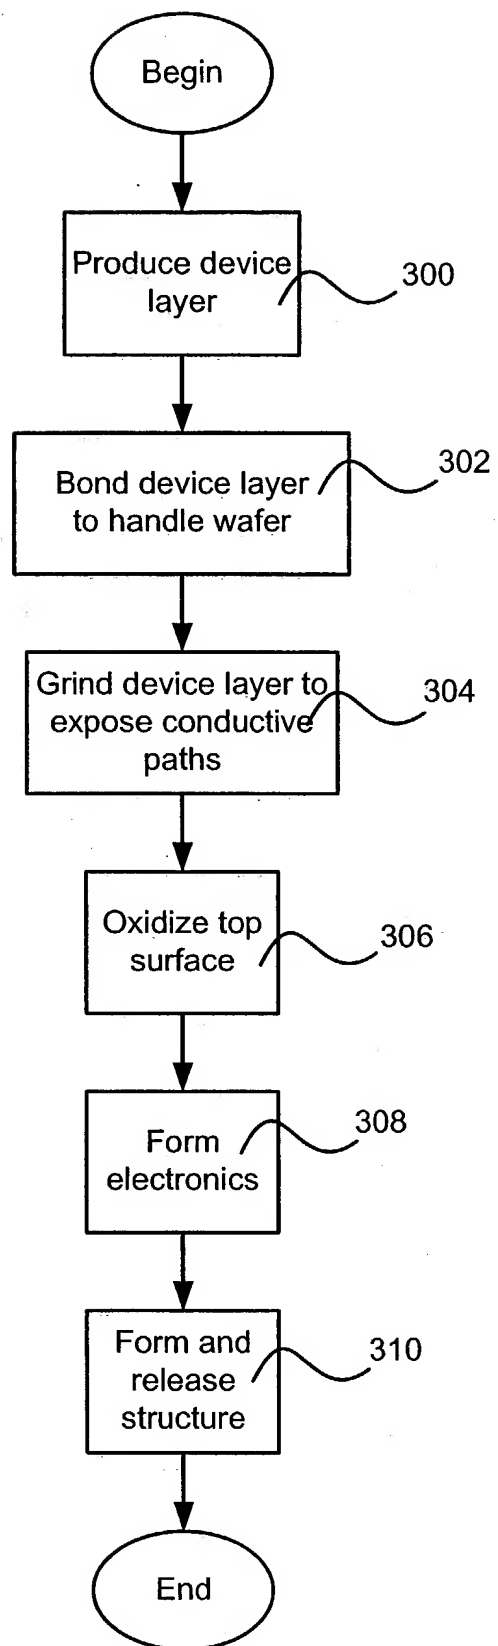 Begin
Produce device
layer
300
Bond device layer
to handle wafer
302
Grind device layer to
expose conductive
paths
304
Oxidize top
surface
306
Form
electronics
308
Form and
release
structure
310
End